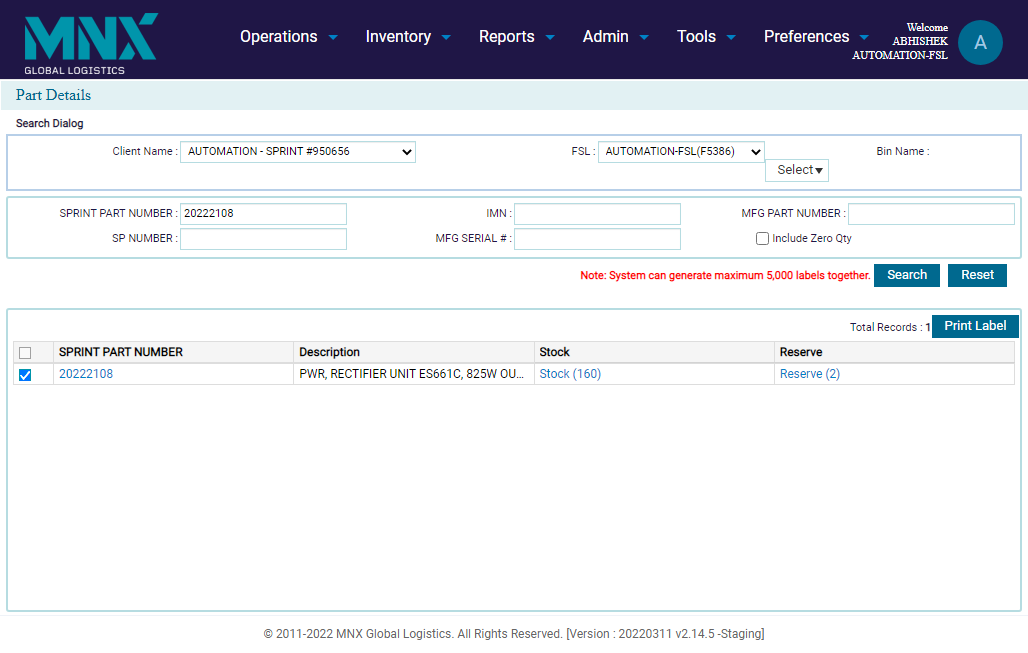 MNX
GLOBAL LOGISTICS
Operations Inventory Reports Admin Tools Preferences
Welcome
ABHISHEK
AUTOMATION-FSL
A
Part Details
Search Dialog
Client Name : AUTOMATION - SPRINT #950656 FSL : AUTOMATION-FSL(F5386) Bin Name :
Select
SPRINT PART NUMBER : 20222108 IMN : MFG PART NUMBER :
SP NUMBER : MFG SERIAL # : Include Zero Qty
Note: System can generate maximum 5,000 labels together. Search Reset
Total Records : 1 Print Label
SPRINT PART NUMBER Description Stock Reserve
20222108 PWR, RECTIFIER UNIT ES661C, 825W OU... Stock (160) Reserve (2)
© 2011-2022 MNX Global Logistics. All Rights Reserved. [Version : 20220311 v2.14.5 -Staging]